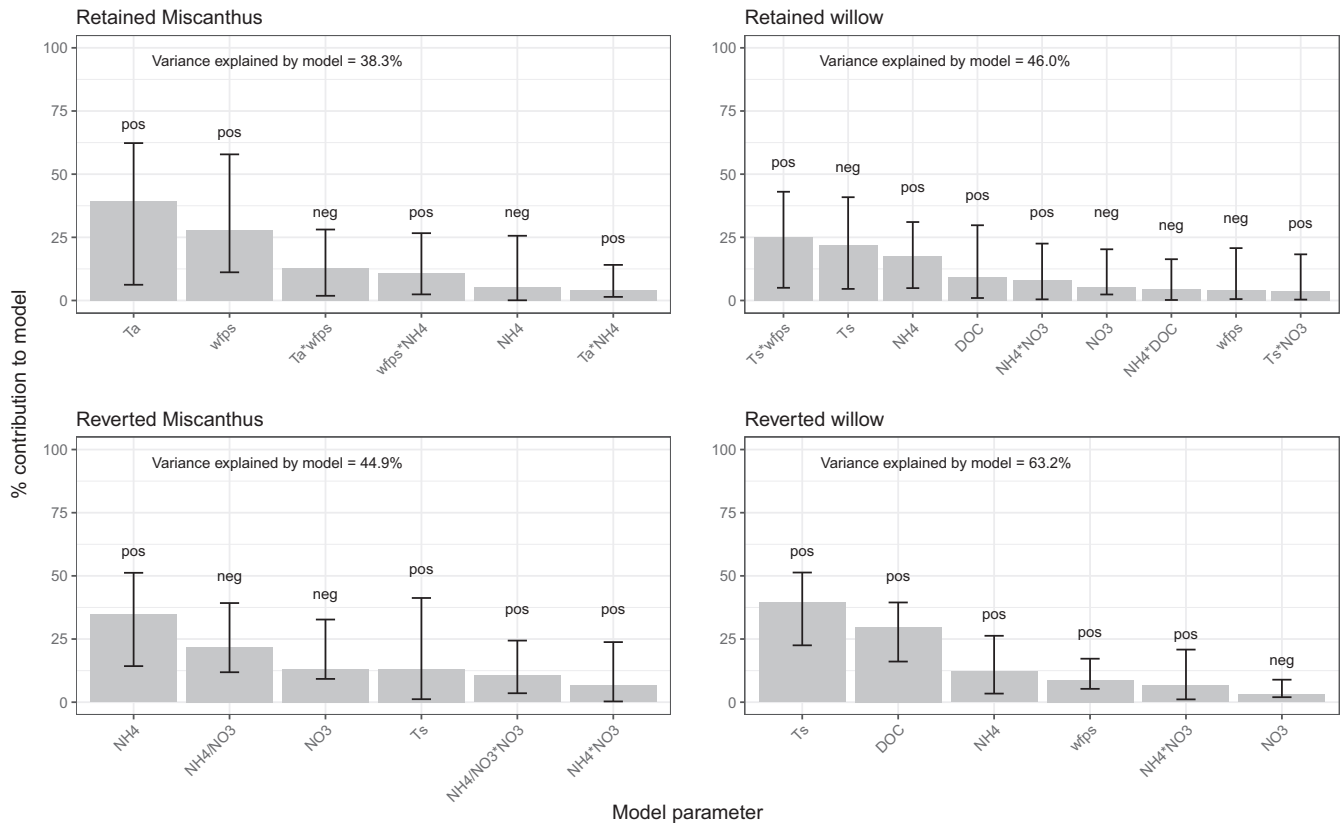 Retained Miscanthus
Variance explained by model = 38.3%
100
75
50
25
0
pos
pos
neg
pos
neg
pos
Ta
wfps
Ta*wfps
wfps*NH4
NH4
Ta*NH4
Retained willow
Variance explained by model = 46.0%
100
75
50
25
0
pos
neg
pos
pos
pos
neg
neg
neg
pos
Ts*wfps
Ts
NH4
DOC
NH4*NO3
NO3
NH4*DOC
wfps
Ts*NO3
% contribution to model
Reverted Miscanthus
Variance explained by model = 44.9%
100
75
50
25
0
pos
neg
neg
pos
pos
pos
NH4
NH4/NO3
NO3
Ts
NH4/NO3*NO3
NH4*NO3
Reverted willow
Variance explained by model = 63.2%
100
75
50
25
0
pos
pos
pos
pos
pos
neg
Ts
DOC
NH4
wfps
NH4*NO3
NO3
Model parameter